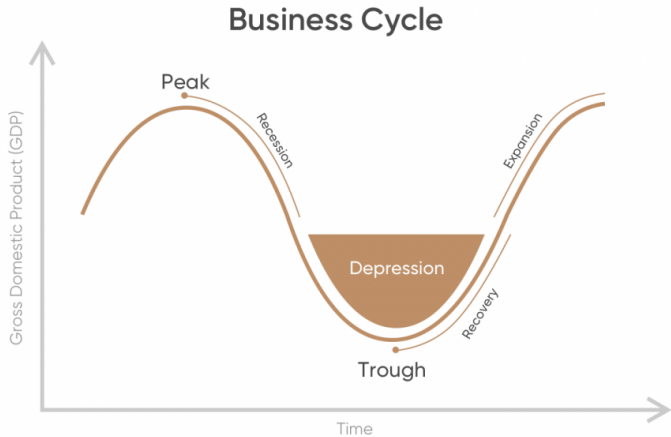 Business Cycle
Peak
Recession
Expansion
Gross Domestic Product (GDP)
Depression
Recovery
Trough
Time